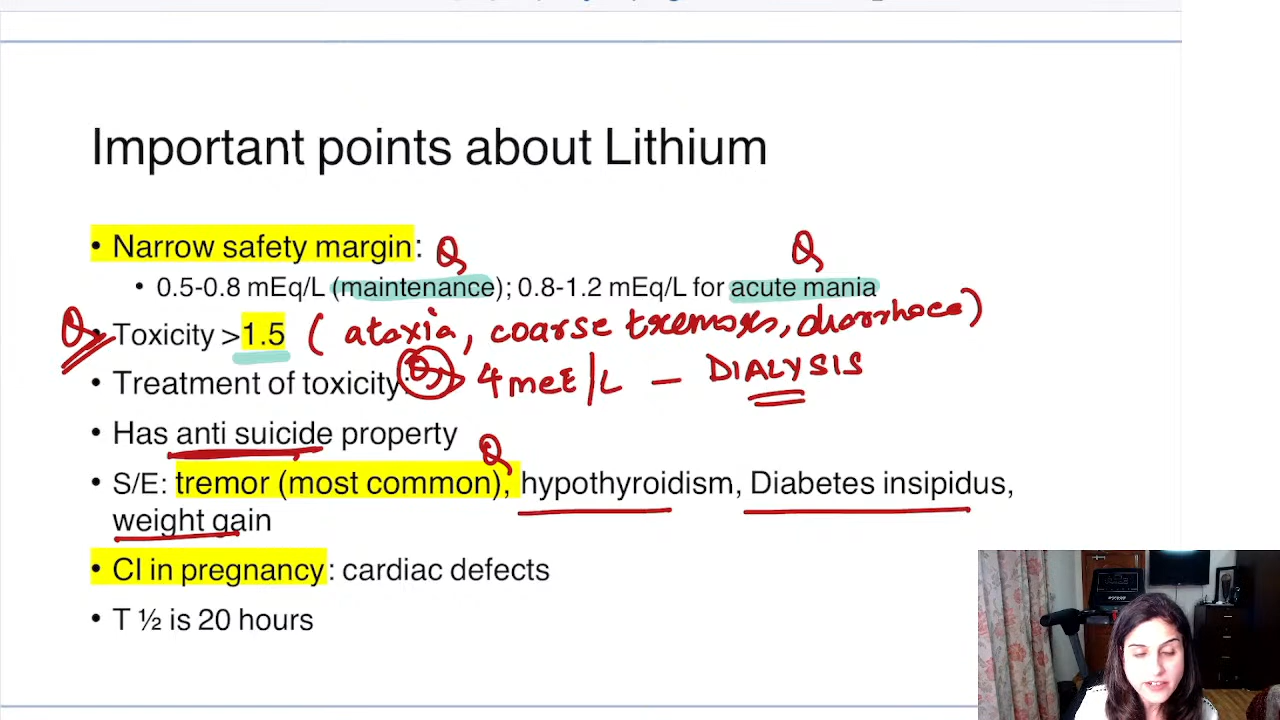 Important points about Lithium
• Narrow safety margin: Q
• 0.5-0.8 mEq/L (maintenance); 0.8-1.2 mEq/L for acute mania Q
Q • Toxicity >1.5 ( ataxia, coarse tremors, diarrhoea)
• Treatment of toxicity: Q 4 meE/L – DIALYSIS
• Has anti suicide property
• S/E: tremor (most common), Q hypothyroidism, Diabetes insipidus,
weight gain
• CI in pregnancy: cardiac defects
• T ½ is 20 hours